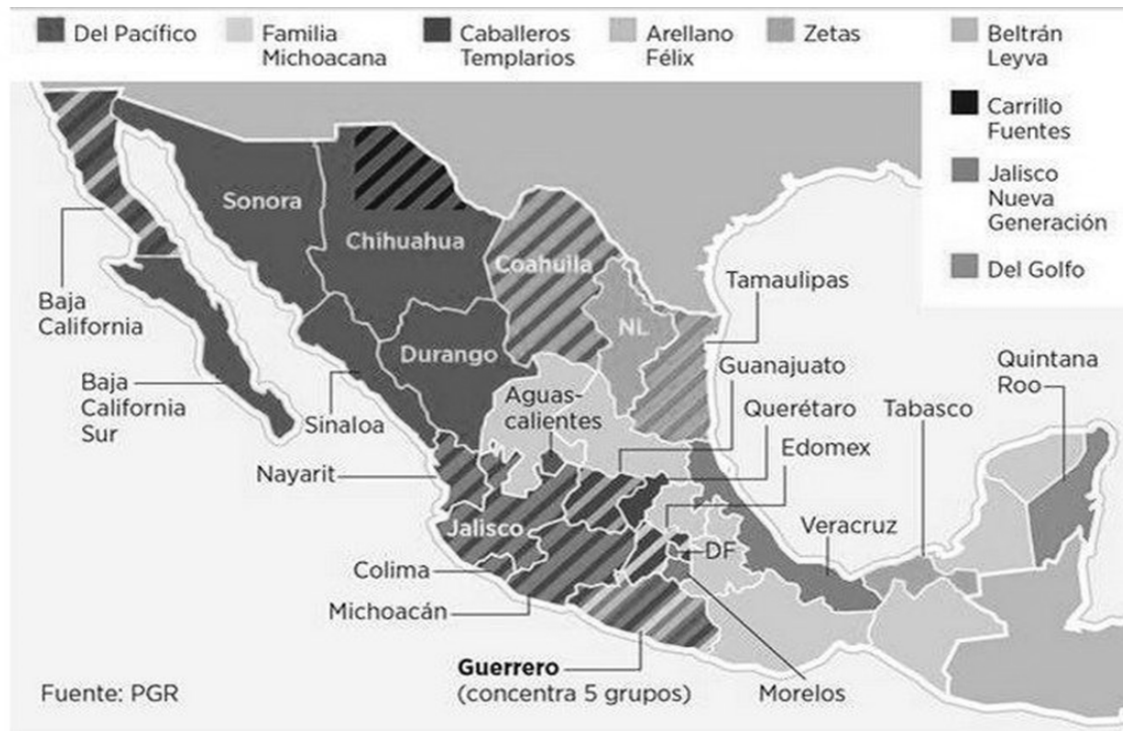 Del Pacífico
Familia
Michoacana
Caballeros
Templarios
Arellano
Félix
Zetas
Beltrán
Leyva
Carrillo
Fuentes
Jalisco
Nueva
Generación
Del Golfo
Sonora
Chihuahua
Coahuila
Tamaulipas
Baja
California
NL
Durango
Guanajuato
Quintana
Roo
Baja
California
Sur
Aguas-
calientes
Querétaro
Tabasco
Sinaloa
Edomex
Nayarit
Jalisco
Veracruz
DF
Colima
Michoacán
Guerrero
(concentra 5 grupos)
Morelos
Fuente: PGR